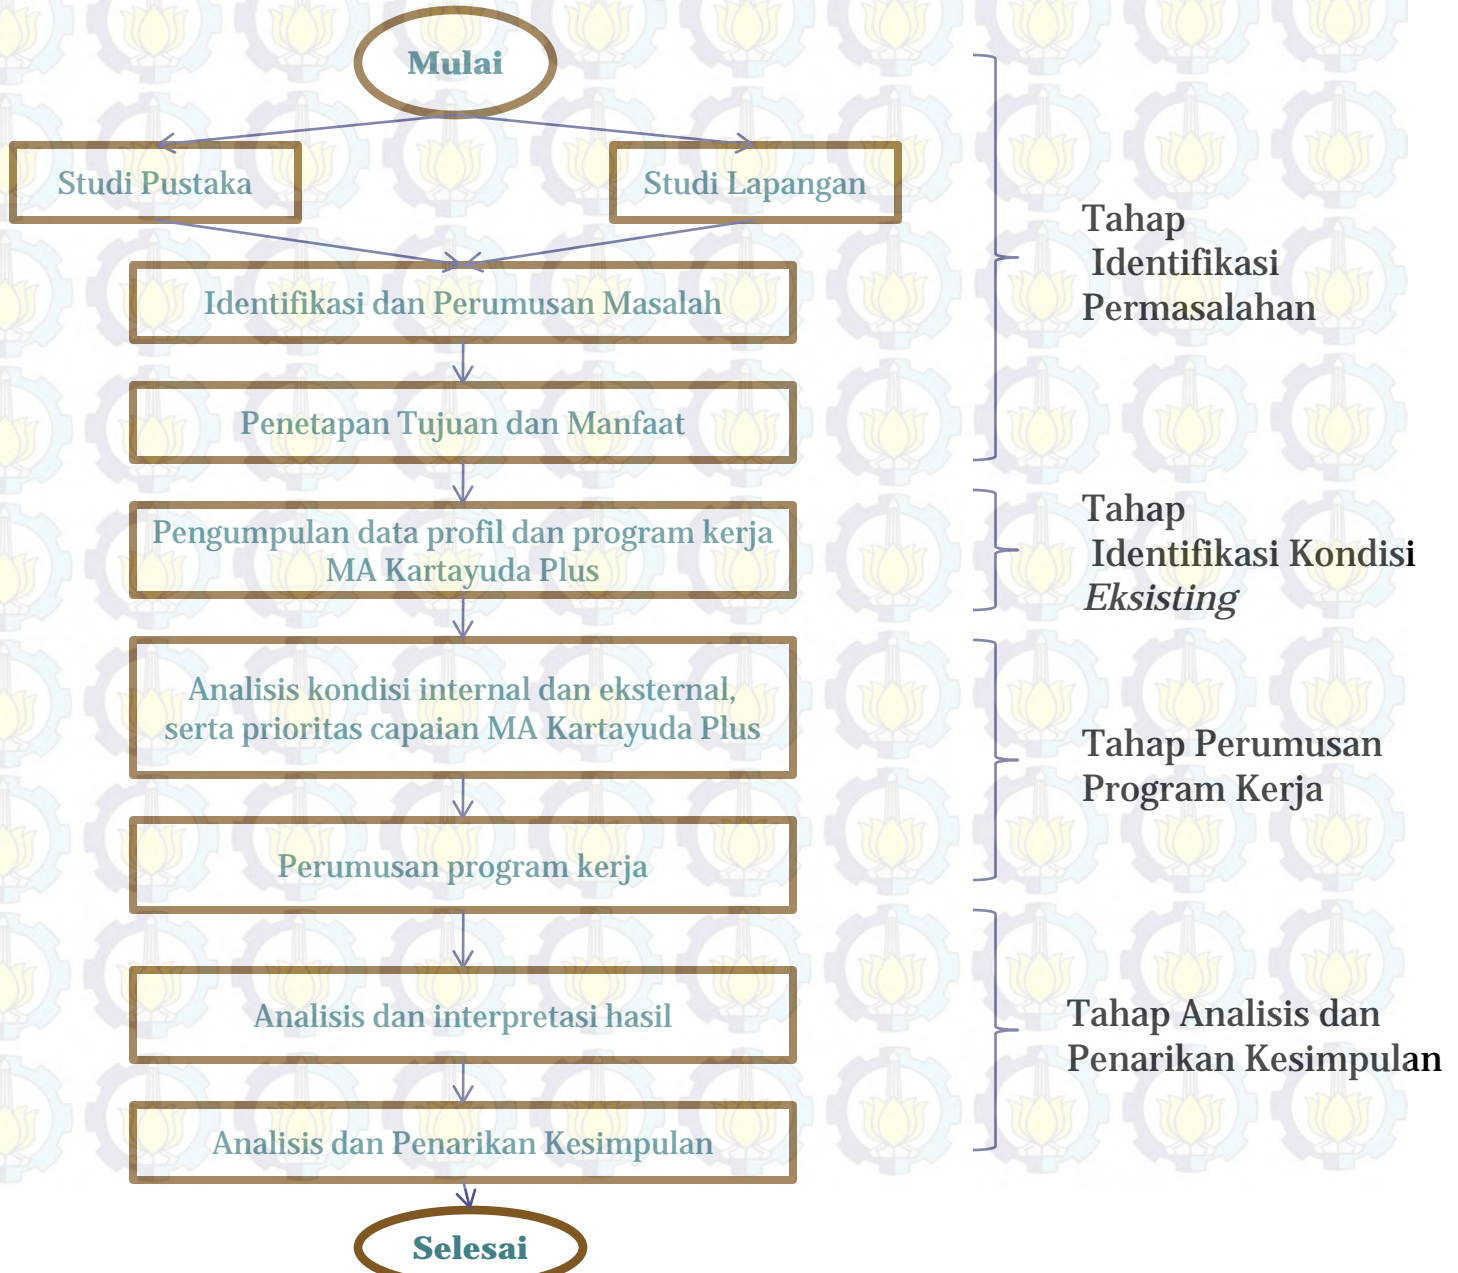 Mulai
Studi Pustaka
Studi Lapangan
Identifikasi dan Perumusan Masalah
Penetapan Tujuan dan Manfaat
Pengumpulan data profil dan program kerja
MA Kartayuda Plus
Analisis kondisi internal dan eksternal,
serta prioritas capaian MA Kartayuda Plus
Perumusan program kerja
Analisis dan interpretasi hasil
Analisis dan Penarikan Kesimpulan
Selesai
Tahap
Identifikasi
Permasalahan
Tahap
Identifikasi Kondisi
Eksisting
Tahap Perumusan
Program Kerja
Tahap Analisis dan
Penarikan Kesimpulan